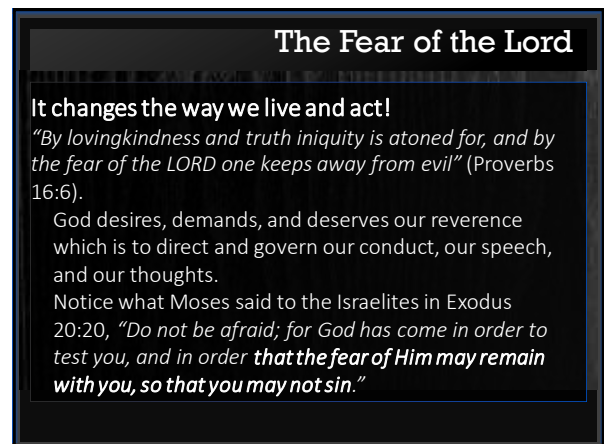 The Fear of the Lord
It changes the way we live and act!
“By lovingkindness and truth iniquity is atoned for, and by
the fear of the LORD one keeps away from evil” (Proverbs
16:6).
God desires, demands, and deserves our reverence
which is to direct and govern our conduct, our speech,
and our thoughts.
Notice what Moses said to the Israelites in Exodus
20:20, “Do not be afraid; for God has come in order to
test you, and in order that the fear of Him may remain
with you, so that you may not sin.”